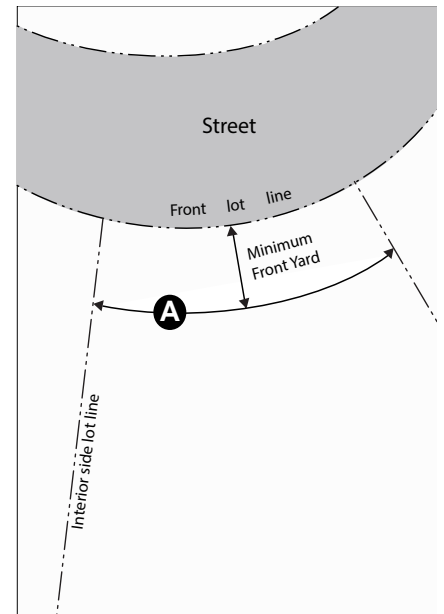 Street
Front lot line
Minimum
Front Yard
A
Interior side lot line